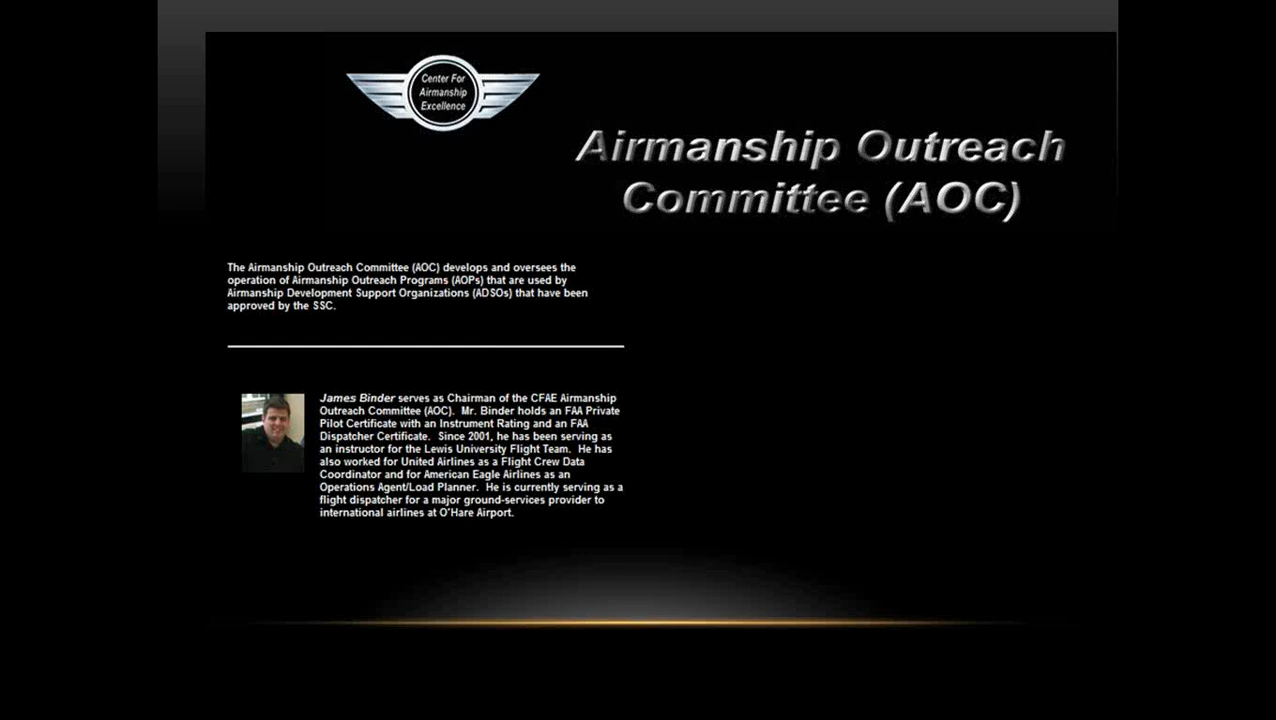 Center For
Airmanship
Excellence
Airmanship Outreach
Committee (AOC)
The Airmanship Outreach Committee (AOC) develops and oversees the
operation of Airmanship Outreach Programs (AOPs) that are used by
Airmanship Development Support Organizations (ADSOs) that have been
approved by the SSC.
James Binder serves as Chairman of the CFAE Airmanship
Outreach Committee (AOC).  Mr. Binder holds an FAA Private
Pilot Certificate with an Instrument Rating and an FAA
Dispatcher Certificate.  Since 2001, he has been serving as
an instructor for the Lewis University Flight Team.  He has
also worked for United Airlines as a Flight Crew Data
Coordinator and for American Eagle Airlines as an
Operations Agent/Load Planner.  He is currently serving as a
flight dispatcher for a major ground-services provider to
international airlines at O'Hare Airport.